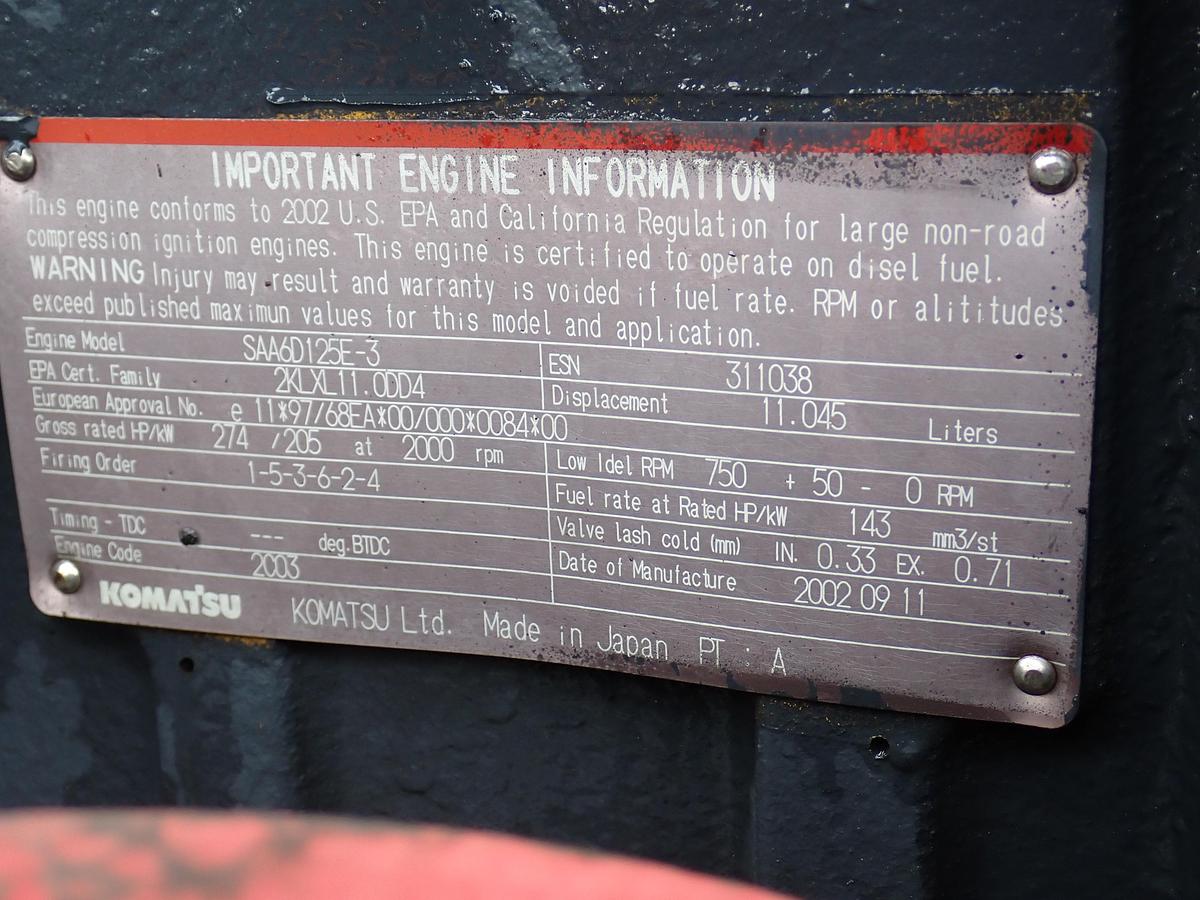 IMPORTANT ENGINE INFORMATION
This engine conforms to 2002 U.S. EPA and California Regulation for large non-road
compression ignition engines. This engine is certified to operate on disel fuel.
WARNING Injury may result and warranty is voided if fuel rate. RPM or alititudes
exceed published maximun values for this model and application.
Engine Model SAA6D125E-3 ESN 311038
EPA Cert. Family 2KLXL11.0DD4 Displacement 11.045 Liters
European Approval No. e 11*97/68EA*00/000*0084*00
Gross rated HP/kW 274 /205 at 2000 rpm Low Idel RPM 750 + 50 - 0 RPM
Firing Order 1-5-3-6-2-4 Fuel rate at Rated HP/kW 143 mm3/st
Valve lash cold (mm) IN. 0.33 EX. 0.71
Timing - TDC --- deg.BTDC Date of Manufacture 2002 09 11
Engine Code 2003
KOMATSU KOMATSU Ltd. Made in Japan PT : A